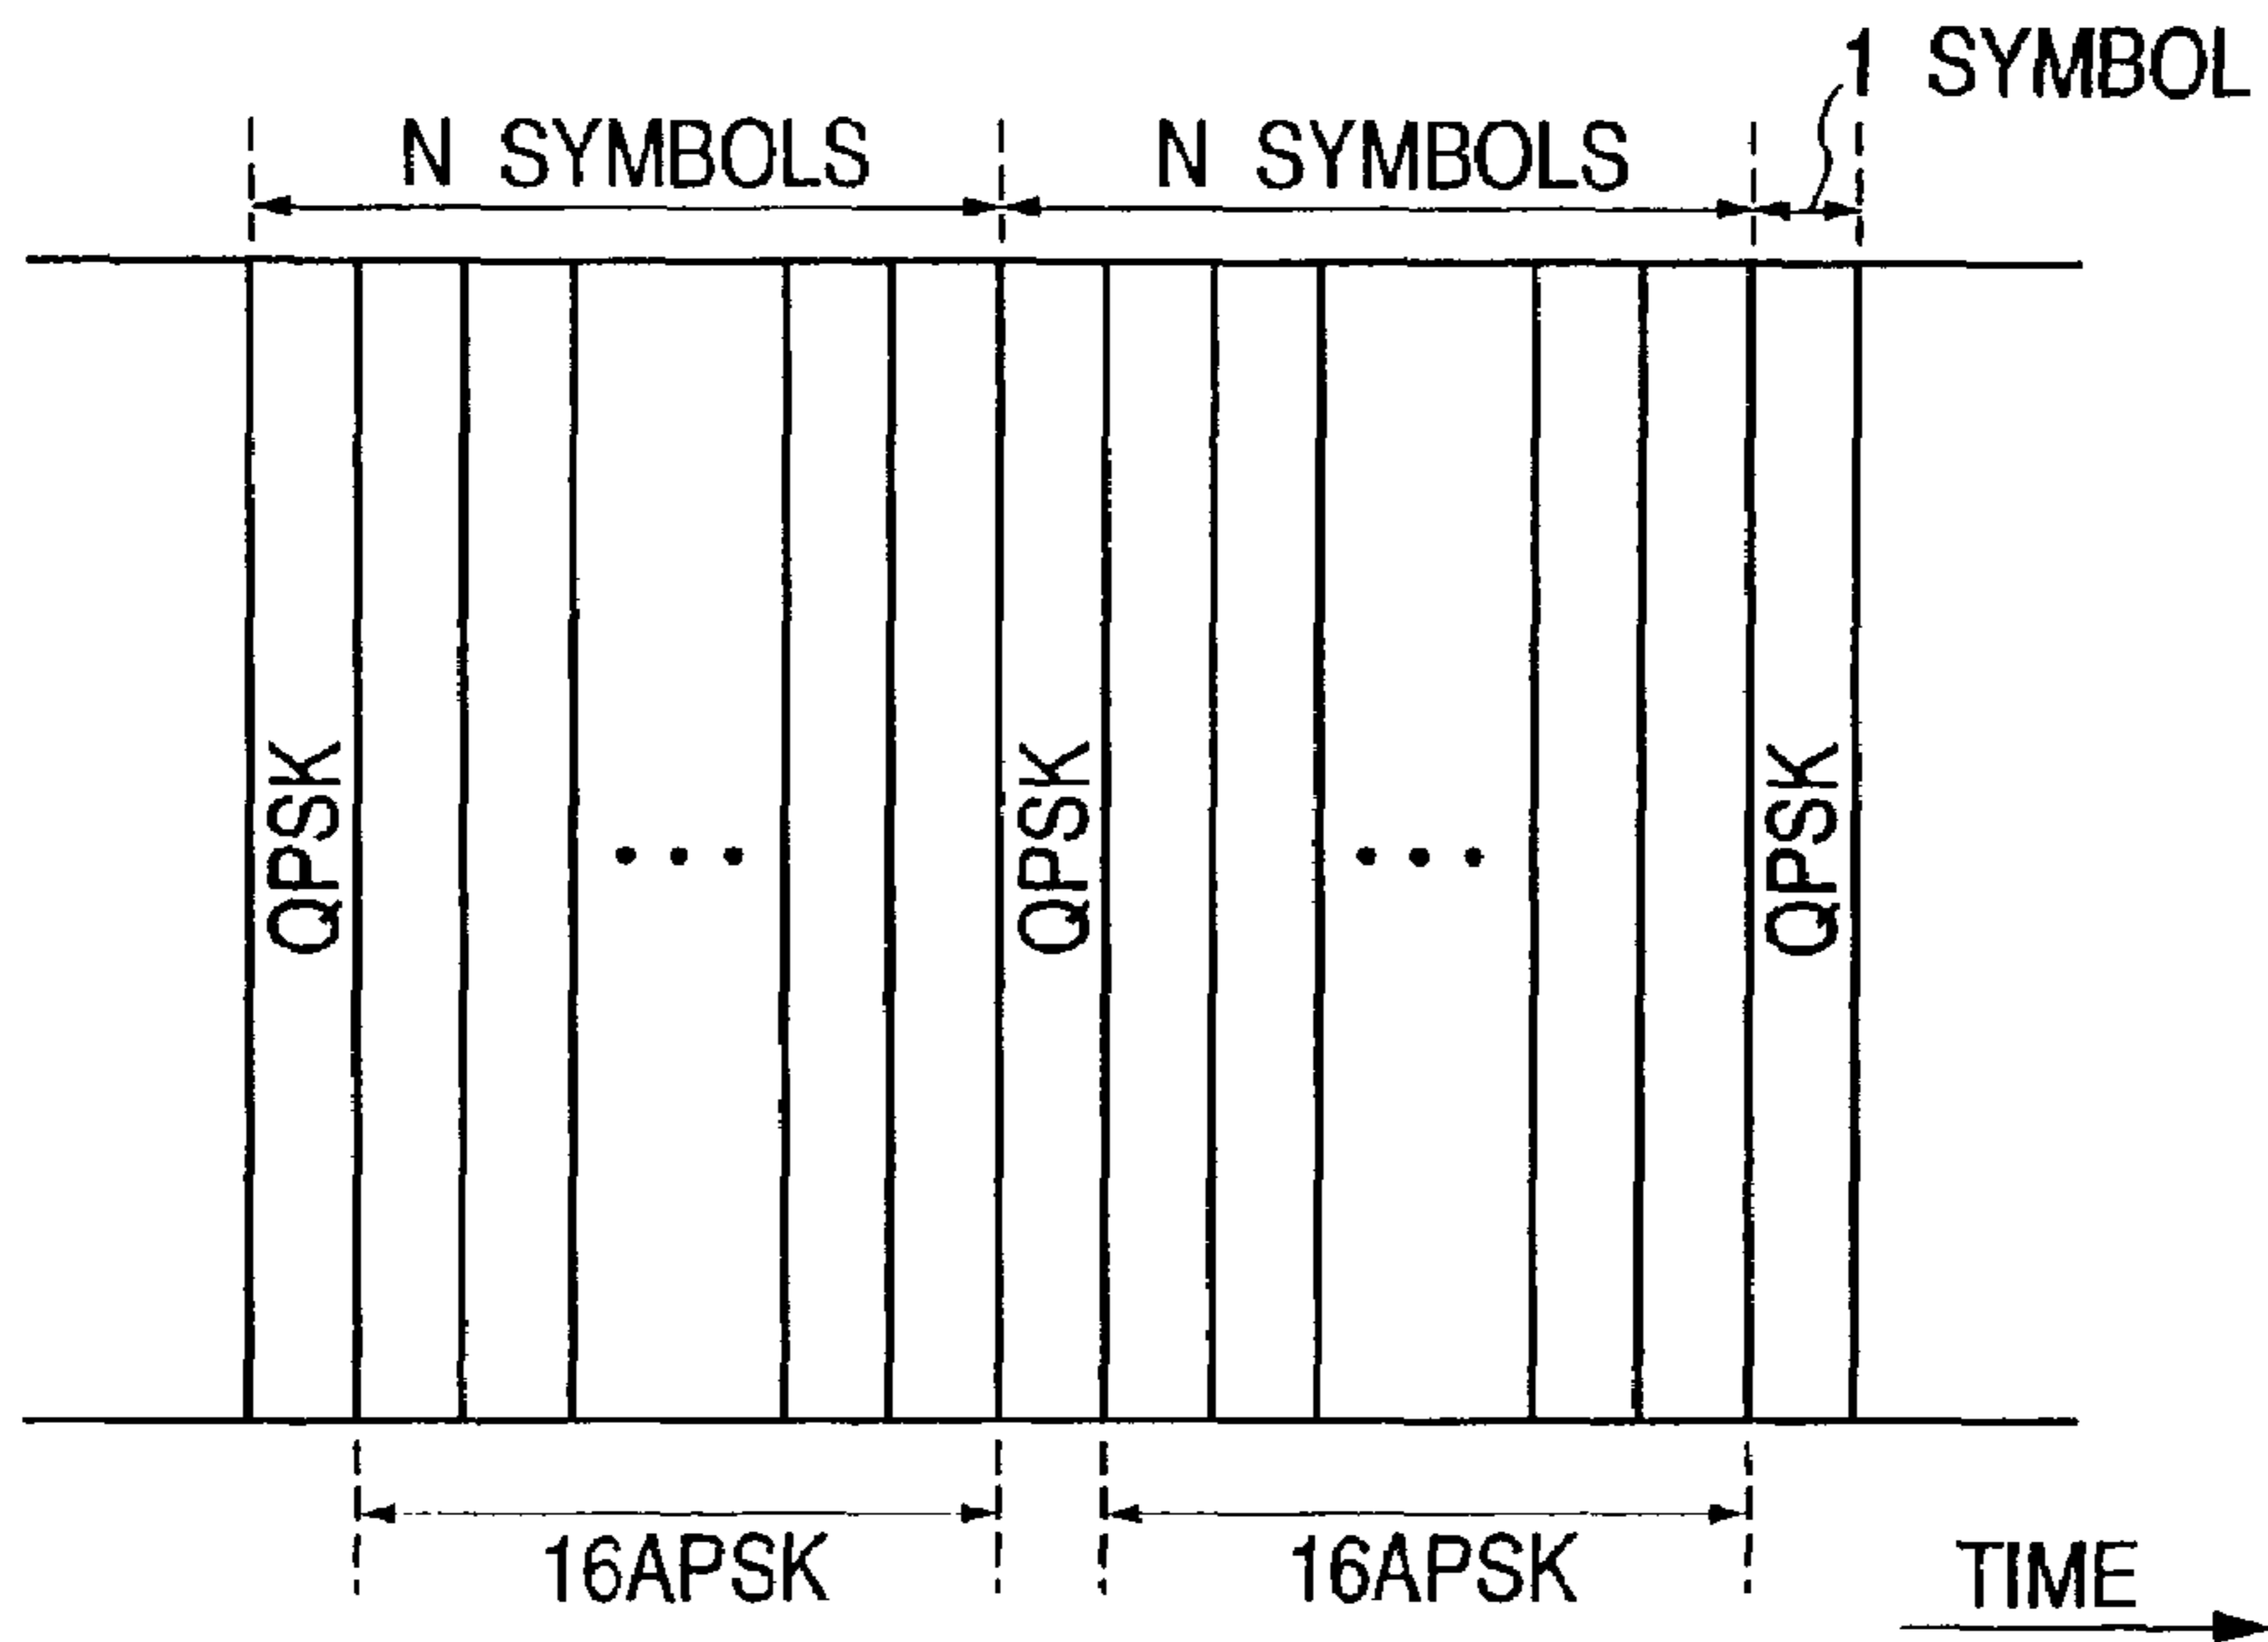 1 SYMBOL
N SYMBOLS
N SYMBOLS
QPSK
QPSK
QPSK
16APSK
16APSK
TIME